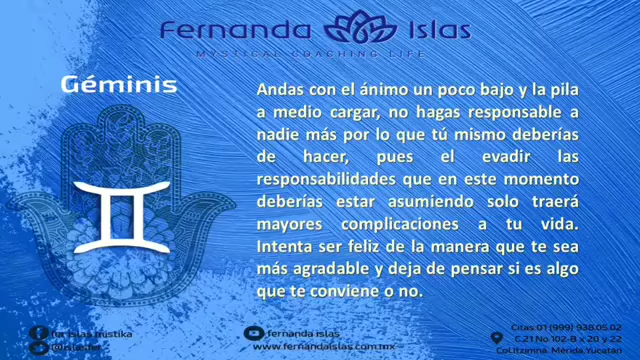 Fernanda Islas
MYSTICAL COACHING LIFE
Géminis
Andas con el ánimo un poco bajo y la pila
a medio cargar, no hagas responsable a
nadie más por lo que tú mismo deberías
de hacer, pues el evadir las
responsabilidades que en este momento
deberías estar asumiendo solo traerá
mayores complicaciones a tu vida.
Intenta ser feliz de la manera que te sea
más agradable y deja de pensar si es algo
que te conviene o no.
fer islas mistika
fernanda islas
www.fernandaislas.com.mx
Citas 01 (999) 938.05.02
C.21 No 102-B x 20 y 22
Col.Itzmná. Mérida,Yucatán